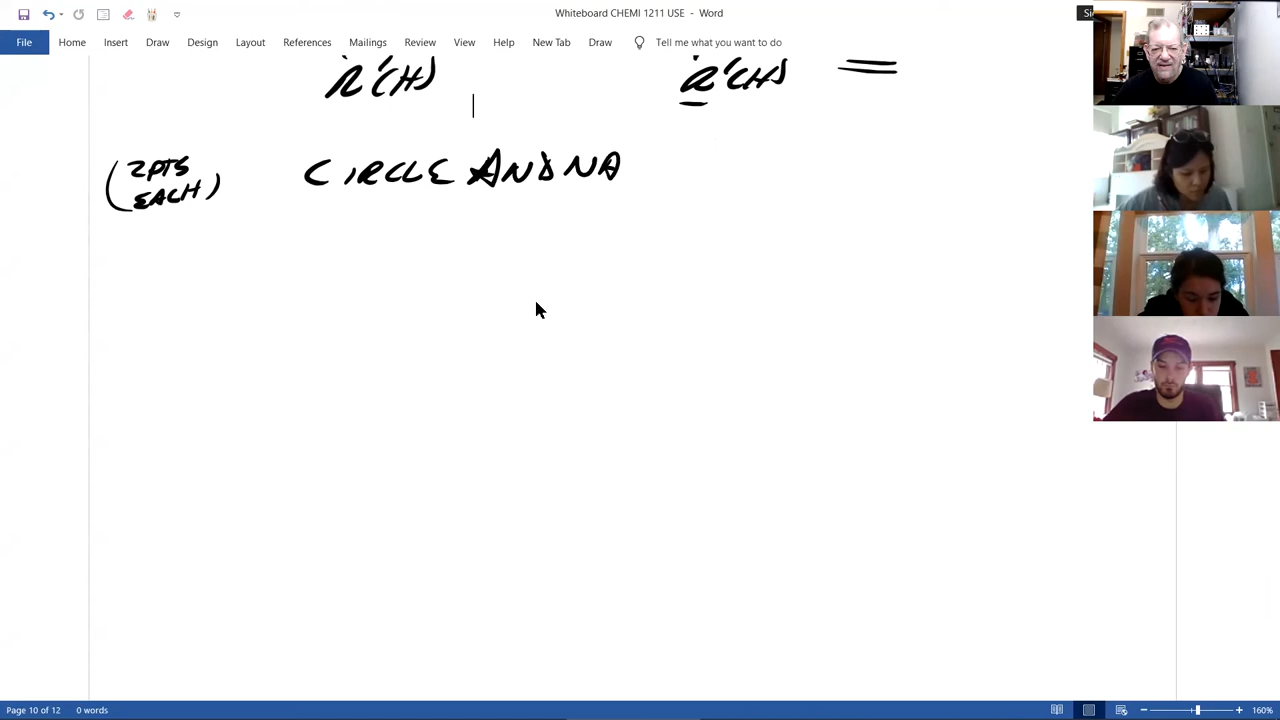 Whiteboard CHEMI 1211 USE - Word
File Home Insert Draw Design Layout References Mailings Review View Help New Tab Draw Tell me what you want to do
R'(H) R'(H)
(2PTS CIRCLE AND NA
EACH)
Page 10 of 12 0 words 160%